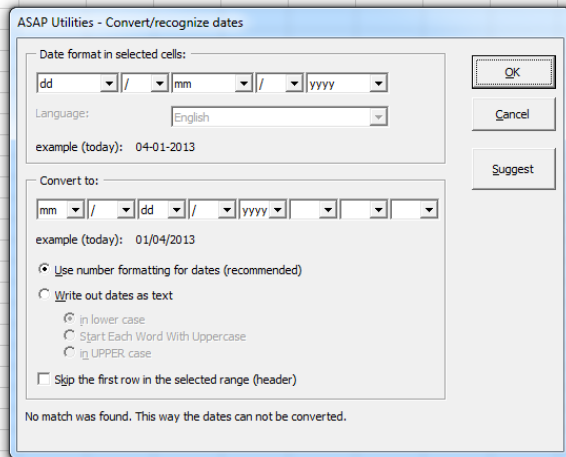 ASAP Utilities - Convert/recognize dates
Date format in selected cells:
dd / mm / yyyy
Language: English
example (today): 04-01-2013
Convert to:
mm / dd / yyyy
example (today): 01/04/2013
Use number formatting for dates (recommended)
Write out dates as text
in lower case
Start Each Word With Uppercase
in UPPER case
Skip the first row in the selected range (header)
No match was found. This way the dates can not be converted.
OK
Cancel
Suggest